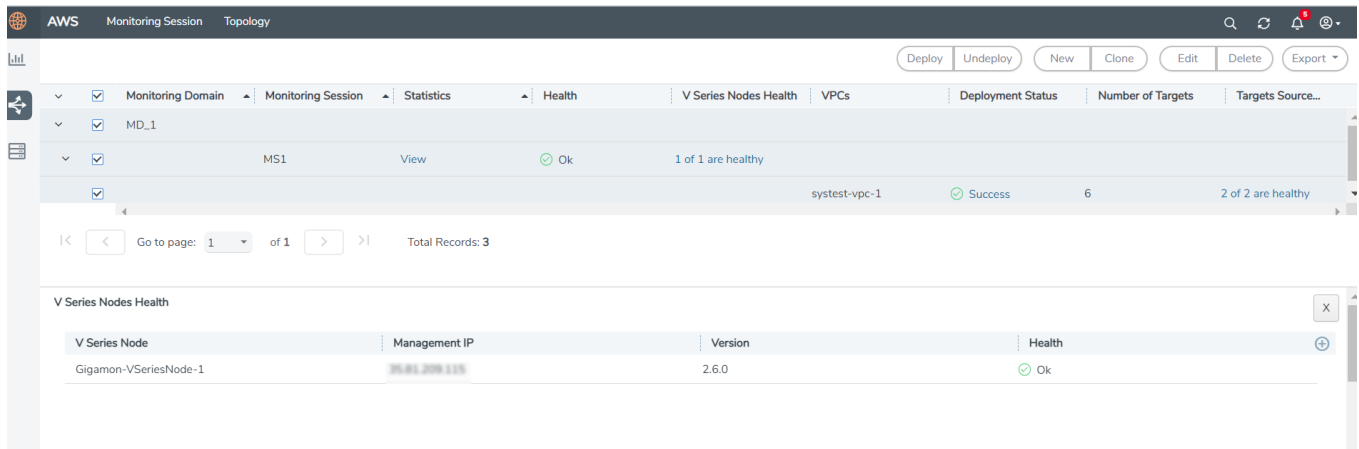 AWS Monitoring Session Topology 5
Deploy Undeploy New Clone Edit Delete Export
Monitoring Domain Monitoring Session Statistics Health V Series Nodes Health VPCs Deployment Status Number of Targets Targets Source...
MD_1
MS1 View Ok 1 of 1 are healthy
systest-vpc-1 Success 6 2 of 2 are healthy
Go to page: 1 of 1 Total Records: 3
V Series Nodes Health X
V Series Node Management IP Version Health
Gigamon-VSeriesNode-1 2.6.0 Ok